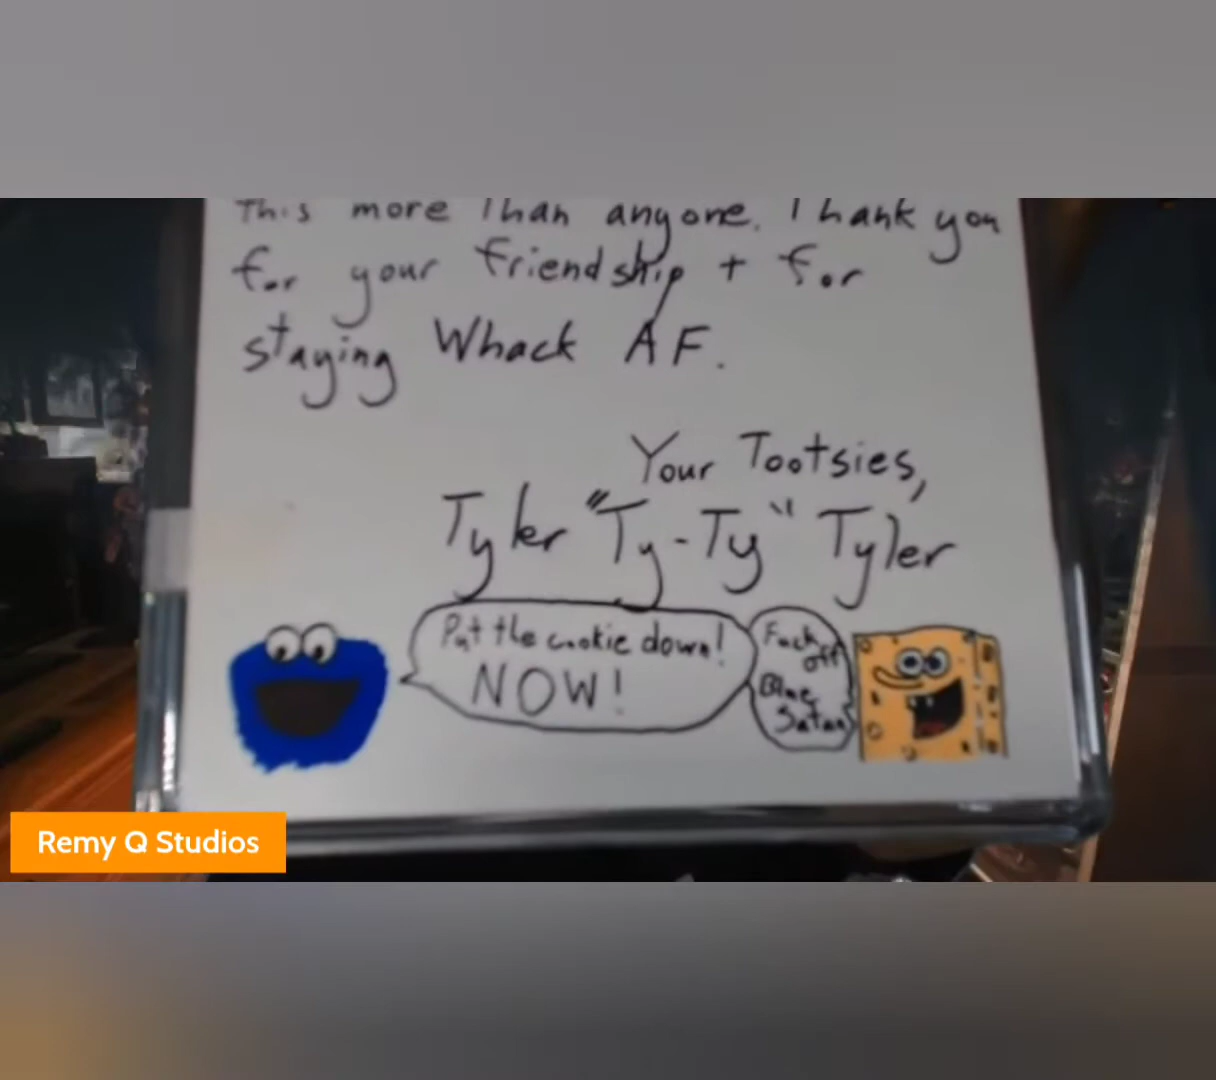 This more Than anyone. Thank you
for your friendship + for
staying Whack AF.
Your Tootsies,
Tyler "Ty-Ty" Tyler
Put the cookie down!
NOW!
Fuck
off
Blue
Satan
Remy Q Studios